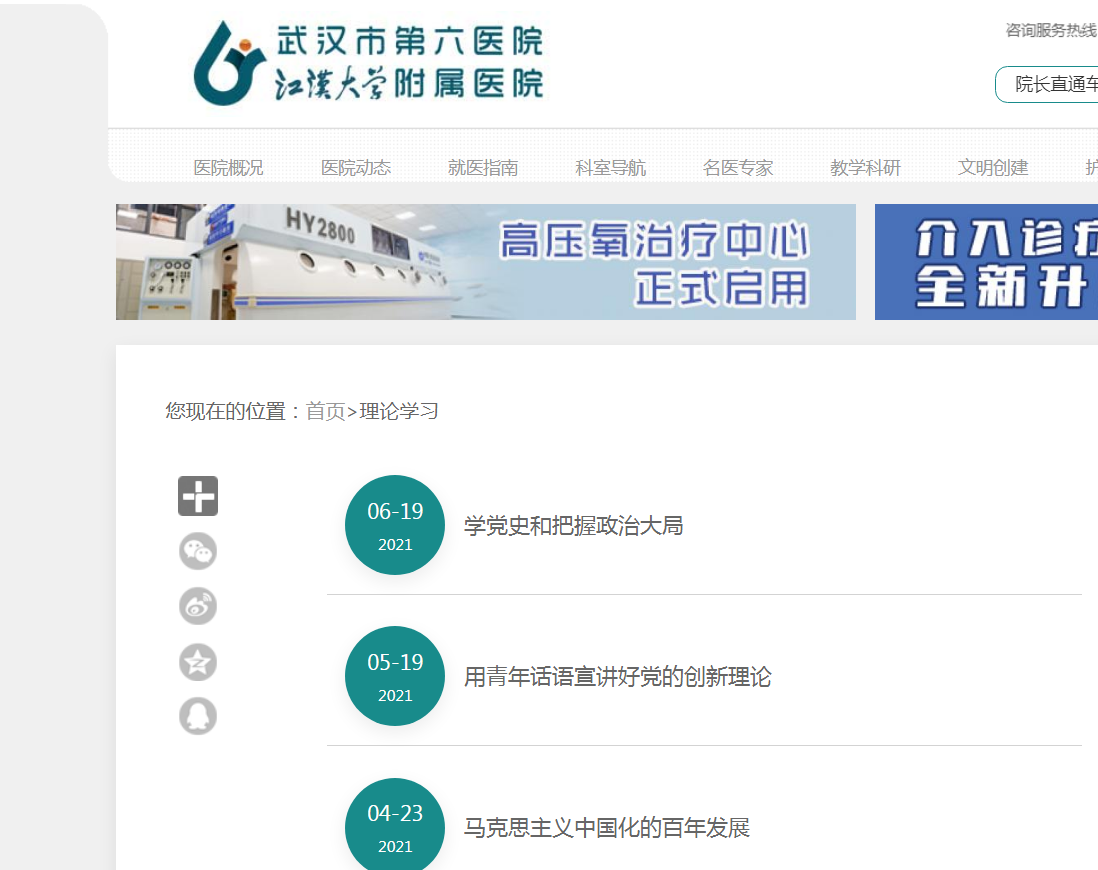 武汉市第六医院
江漢大学附属医院
咨询服务热线
院长直通车
医院概况 医院动态 就医指南 科室导航 名医专家 教学科研 文明创建
HY2800
高压氧治疗中心
正式启用
介入诊疗
全新升
您现在的位置：首页>理论学习
06-19
2021
学党史和把握政治大局
05-19
2021
用青年话语宣讲好党的创新理论
04-23
2021
马克思主义中国化的百年发展